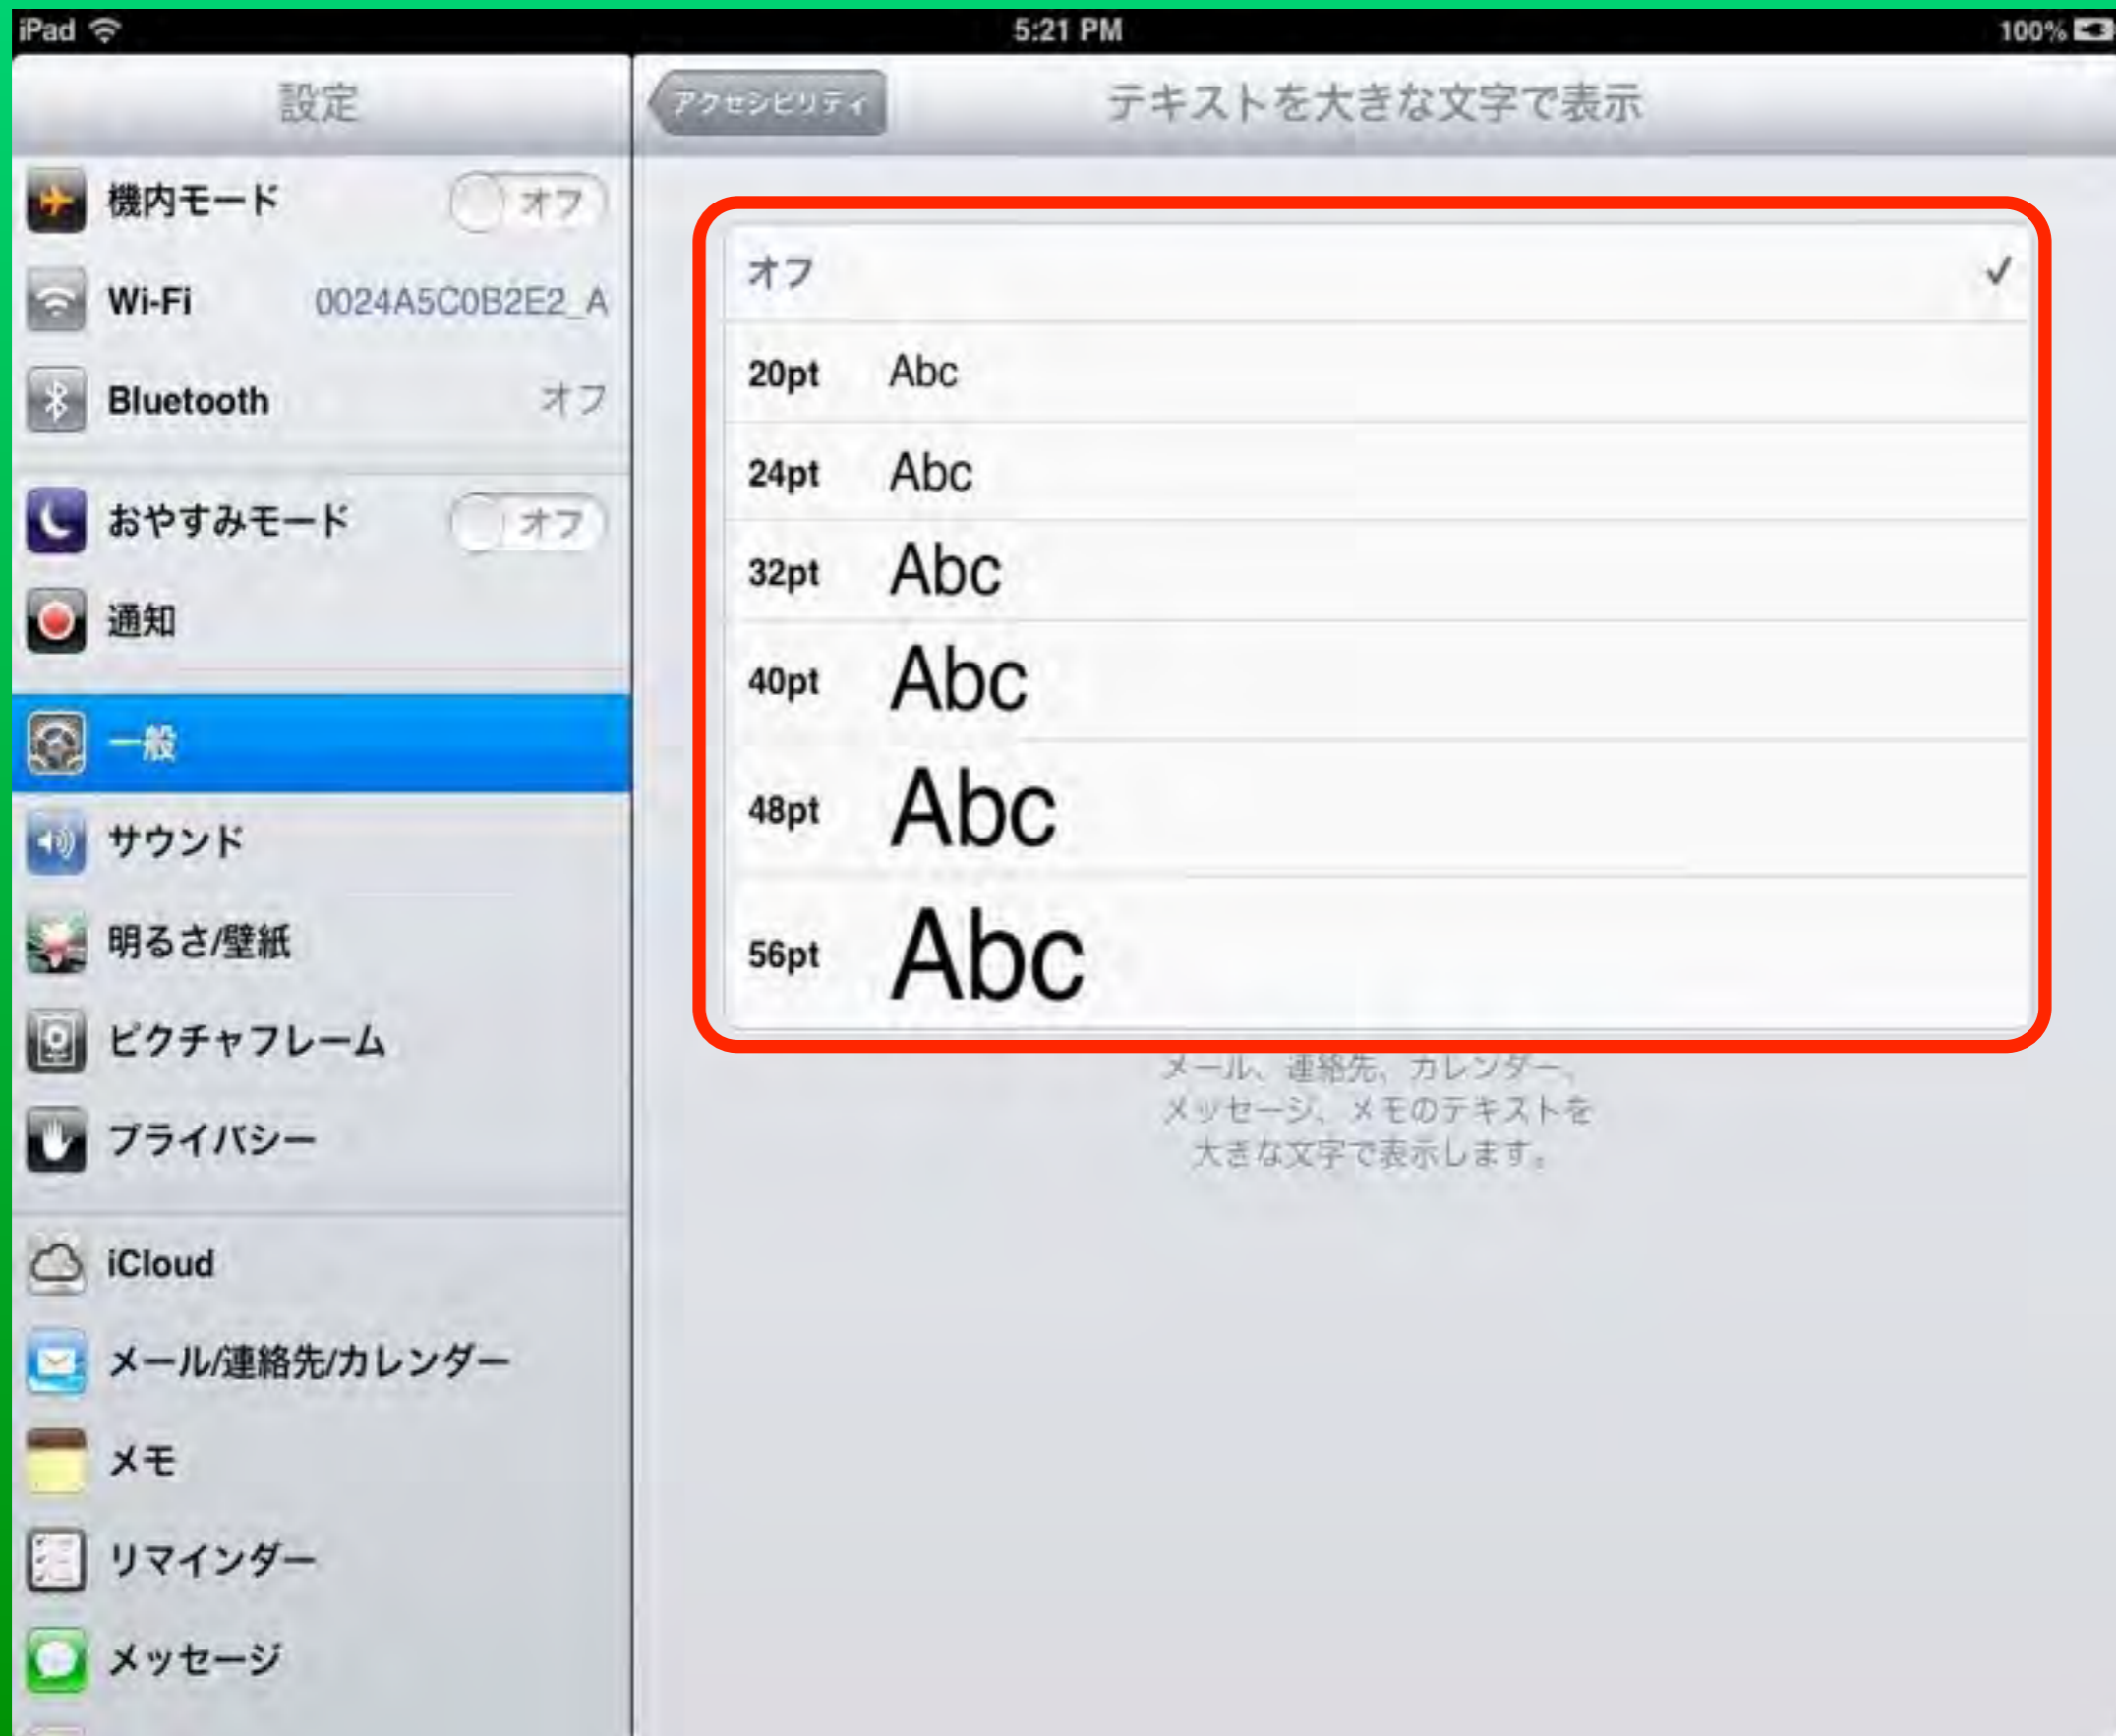 iPad
5:21 PM
100%
設定
機内モード オフ
Wi-Fi 0024A5C0B2E2_A
Bluetooth オフ
おやすみモード オフ
通知
一般
サウンド
明るさ/壁紙
ピクチャフレーム
プライバシー
iCloud
メール/連絡先/カレンダー
メモ
リマインダー
メッセージ
アクセシビリティ
テキストを大きな文字で表示
オフ
20pt Abc
24pt Abc
32pt Abc
40pt Abc
48pt Abc
56pt Abc
メール、連絡先、カレンダー、
メッセージ、メモのテキストを
大きな文字で表示します。